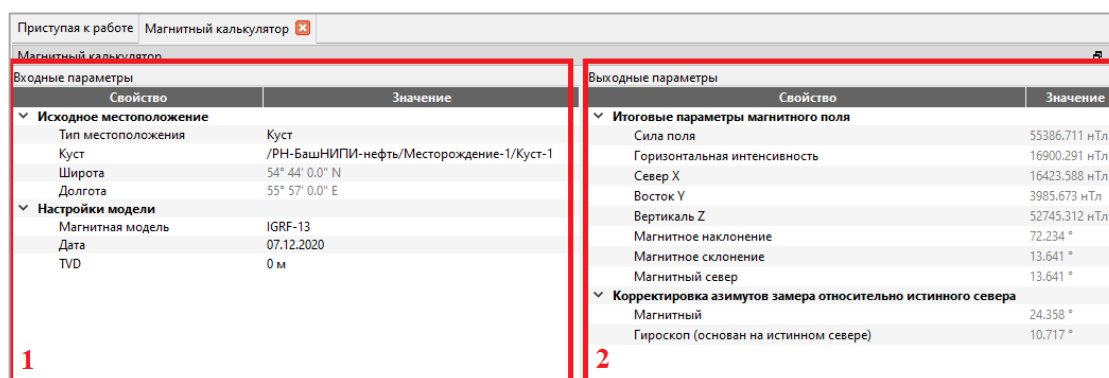 Приступая к работе Магнитный калькулятор
Магнитный калькулятор
Входные параметры
Свойство Значение
Исходное местоположение
Тип местоположения Куст
Куст /РН-БашНИПИ-нефть/Месторождение-1/Куст-1
Широта 54° 44' 0.0" N
Долгота 55° 57' 0.0" E
Настройки модели
Магнитная модель IGRF-13
Дата 07.12.2020
TVD 0 м
1
Выходные параметры
Свойство Значение
Итоговые параметры магнитного поля
Сила поля 55386.711 нТл
Горизонтальная интенсивность 16900.291 нТл
Север X 16423.588 нТл
Восток Y 3985.673 нТл
Вертикаль Z 52745.312 нТл
Магнитное наклонение 72.234 °
Магнитное склонение 13.641 °
Магнитный север 13.641 °
Корректировка азимутов замера относительно истинного севера
Магнитный 24.358 °
Гироскоп (основан на истинном севере) 10.717 °
2